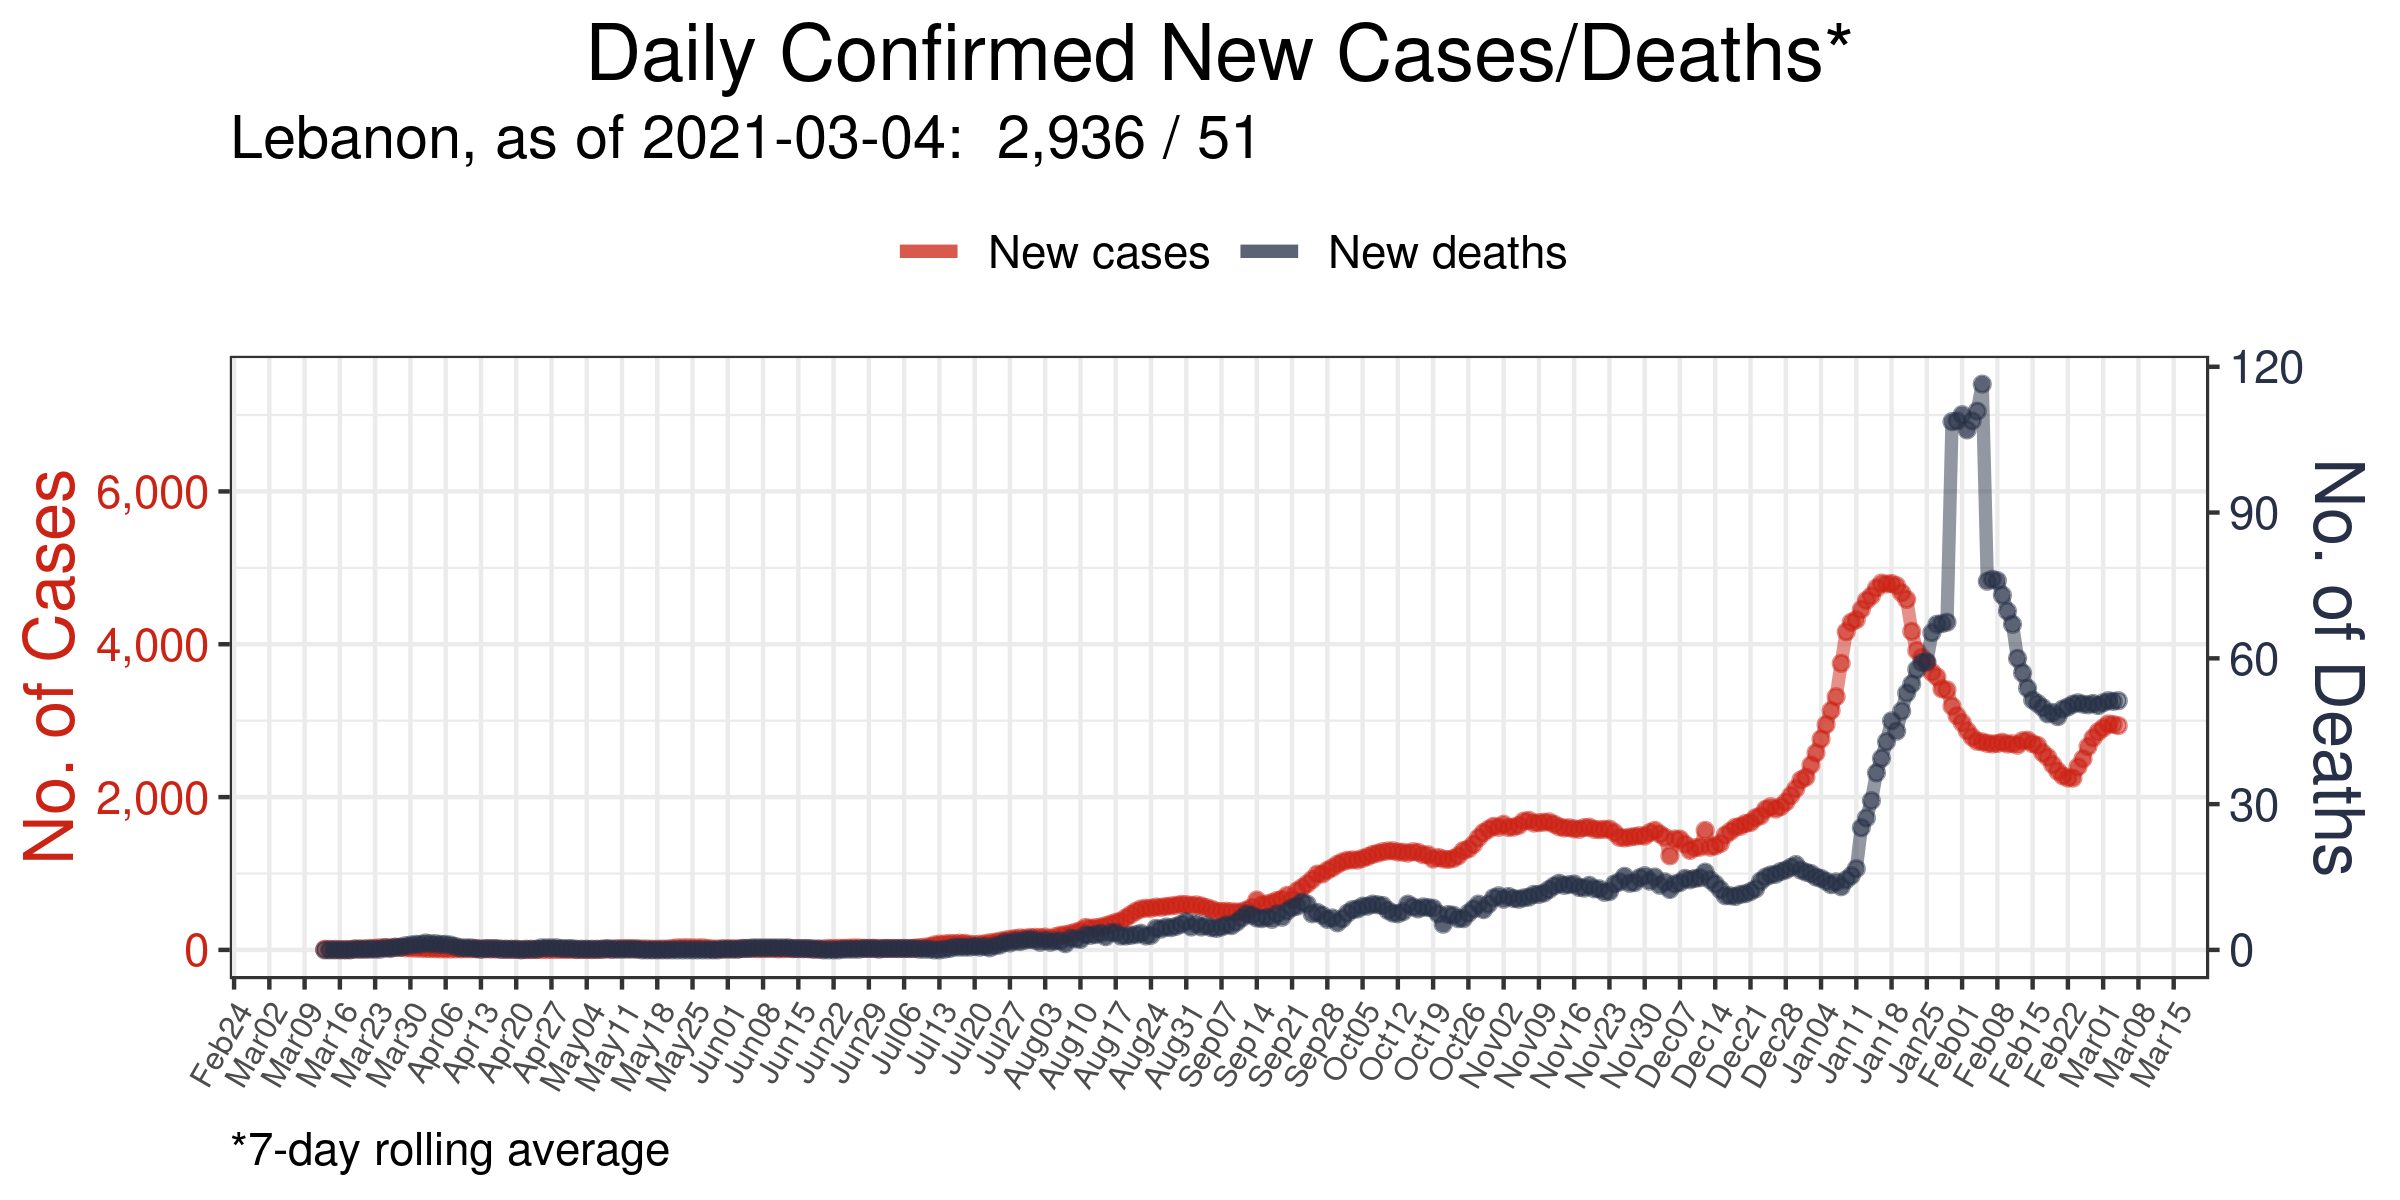 Daily Confirmed New Cases/Deaths*
Lebanon, as of 2021-03-04:  2,936 / 51
New cases
New deaths
No. of Cases
6,000
4,000
2,000
0
120
90
60
30
0
No. of Deaths
Feb24
Mar02
Mar09
Mar16
Mar23
Mar30
Apr06
Apr13
Apr20
Apr27
May04
May11
May18
May25
Jun01
Jun08
Jun15
Jun22
Jun29
Jul06
Jul13
Jul20
Jul27
Aug03
Aug10
Aug17
Aug24
Aug31
Sep07
Sep14
Sep21
Sep28
Oct05
Oct12
Oct19
Oct26
Nov02
Nov09
Nov16
Nov23
Nov30
Dec07
Dec14
Dec21
Dec28
Jan04
Jan11
Jan18
Jan25
Feb01
Feb08
Feb15
Feb22
Mar01
Mar08
Mar15
*7-day rolling average